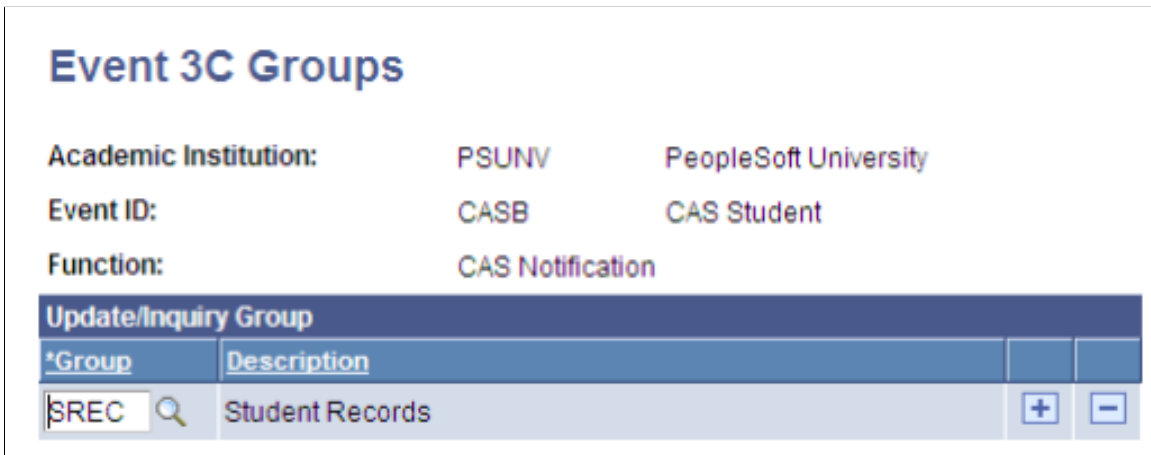 Event 3C Groups
Academic Institution: PSUNV PeopleSoft University
Event ID: CASB CAS Student
Function: CAS Notification
Update/Inquiry Group
*Group Description
SREC Student Records